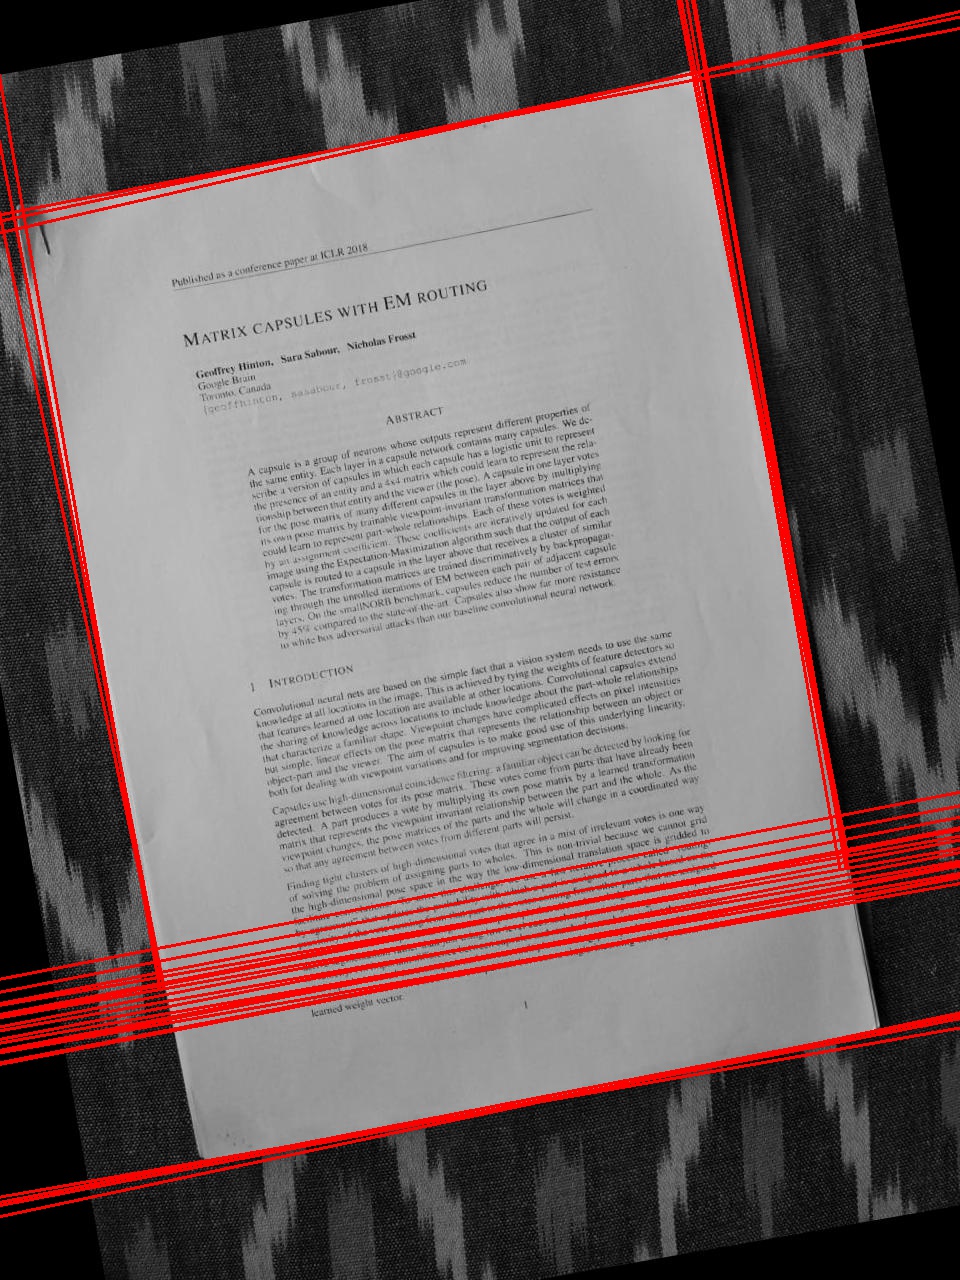 Published as a conference paper at ICLR 2018
MATRIX CAPSULES WITH EM ROUTING
Geoffrey Hinton, Sara Sabour, Nicholas Frosst
Google Brain
Toronto, Canada
{geoffhinton, sasabour, frosst}@google.com
ABSTRACT
A capsule is a group of neurons whose outputs represent different properties of
the same entity. Each layer in a capsule network contains many capsules. We de-
scribe a version of capsules in which each capsule has a logistic unit to represent
the presence of an entity and a 4x4 matrix which could learn to represent the rela-
tionship between that entity and the viewer (the pose). A capsule in one layer votes
for the pose matrix of many different capsules in the layer above by multiplying
its own pose matrix by trainable viewpoint-invariant transformation matrices that
could learn to represent part-whole relationships. Each of these votes is weighted
by an assignment coefficient. These coefficients are iteratively updated for each
image using the Expectation-Maximization algorithm such that the output of each
capsule is routed to a capsule in the layer above that receives a cluster of similar
votes. The transformation matrices are trained discriminatively by backpropagat-
ing through the unrolled iterations of EM between each pair of adjacent capsule
layers. On the smallNORB benchmark, capsules reduce the number of test errors
by 45% compared to the state-of-the-art. Capsules also show far more resistance
to white box adversarial attacks than our baseline convolutional neural network.
1 INTRODUCTION
Convolutional neural nets are based on the simple fact that a vision system needs to use the same
knowledge at all locations in the image. This is achieved by tying the weights of feature detectors so
that features learned at one location are available at other locations. Convolutional capsules extend
the sharing of knowledge across locations to include knowledge about the part-whole relationships
that characterize a familiar shape. Viewpoint changes have complicated effects on pixel intensities
but simple, linear effects on the pose matrix that represents the relationship between an object or
object-part and the viewer. The aim of capsules is to make good use of this underlying linearity,
both for dealing with viewpoint variations and for improving segmentation decisions.
Capsules use high-dimensional coincidence filtering: a familiar object can be detected by looking for
agreement between votes for its pose matrix. These votes come from parts that have already been
detected. A part produces a vote by multiplying its own pose matrix by a learned transformation
matrix that represents the viewpoint invariant relationship between the part and the whole. As the
viewpoint changes, the pose matrices of the parts and the whole will change in a coordinated way
so that any agreement between votes from different parts will persist.
Finding tight clusters of high-dimensional votes that agree in a mist of irrelevant votes is one way
of solving the problem of assigning parts to wholes. This is non-trivial because we cannot grid
the high-dimensional pose space in the way the low-dimensional translation space is gridded to
learned weight vector.
1